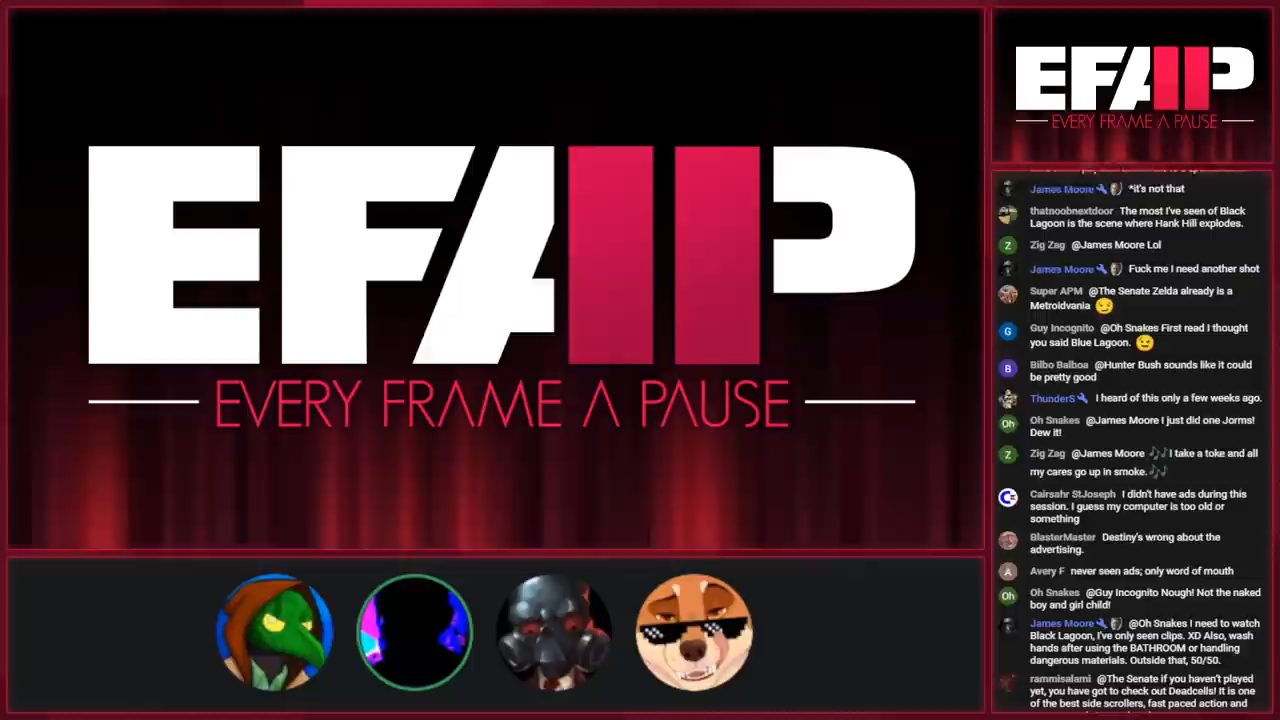 EFAP
EVERY FRAME A PAUSE
EFAP
EVERY FRAME A PAUSE
James Moore *it's not that
thatnoobnextdoor The most I've seen of Black
Lagoon is the scene where Hank Hill explodes.
Z Zig Zag @James Moore Lol
James Moore Fuck me I need another shot
Super APM @The Senate Zelda already is a
Metroidvania
G Guy Incognito @Oh Snakes First read I thought
you said Blue Lagoon.
B Bilbo Balboa @Hunter Bush sounds like it could
be pretty good
ThunderS I heard of this only a few weeks ago.
Oh Oh Snakes @James Moore I just did one Jorms!
Dew it!
Z Zig Zag @James Moore 🎶I take a toke and all
my cares go up in smoke.🎶
Cairsahr StJoseph I didn't have ads during this
session. I guess my computer is too old or
something
BlasterMaster Destiny's wrong about the
advertising.
A Avery F never seen ads; only word of mouth
Oh Oh Snakes @Guy Incognito Nough! Not the naked
boy and girl child!
James Moore @Oh Snakes I need to watch
Black Lagoon, I've only seen clips. XD Also, wash
hands after using the BATHROOM or handling
dangerous materials. Outside that, 50/50.
rammisalami @The Senate if you haven't played
yet, you have got to check out Deadcells! It is one
of the best side scrollers, fast paced action and